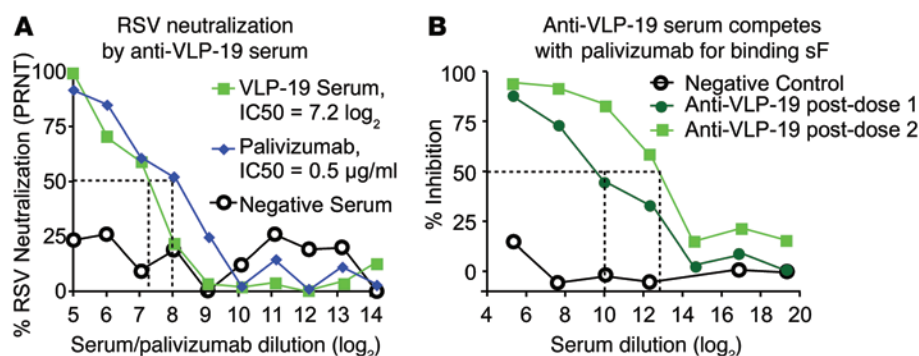 A
RSV neutralization
by anti-VLP-19 serum
% RSV Neutralization (PRNT)
100
75
50
25
0
VLP-19 Serum,
IC50 = 7.2 log2
Palivizumab,
IC50 = 0.5 µg/ml
Negative Serum
5 6 7 8 9 10 11 12 13 14
Serum/palivizumab dilution (log2)
B
Anti-VLP-19 serum competes
with palivizumab for binding sF
% Inhibition
100
75
50
25
0
Negative Control
Anti-VLP-19 post-dose 1
Anti-VLP-19 post-dose 2
4 6 8 10 12 14 16 18 20
Serum dilution (log2)